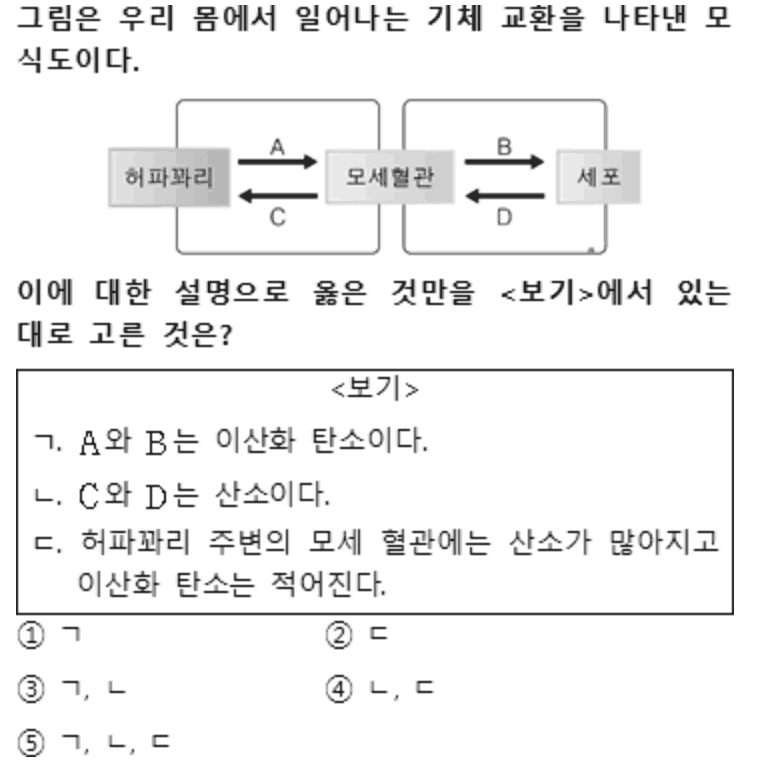 그림은 우리 몸에서 일어나는 기체 교환을 나타낸 모
식도이다.
A B
허파꽈리 모세혈관 세포
C D
이에 대한 설명으로 옳은 것만을 <보기>에서 있는
대로 고른 것은?
<보기>
ㄱ. A와 B는 이산화 탄소이다.
ㄴ. C와 D는 산소이다.
ㄷ. 허파꽈리 주변의 모세 혈관에는 산소가 많아지고
이산화 탄소는 적어진다.
① ㄱ ② ㄷ
③ ㄱ, ㄴ ④ ㄴ, ㄷ
⑤ ㄱ, ㄴ, ㄷ